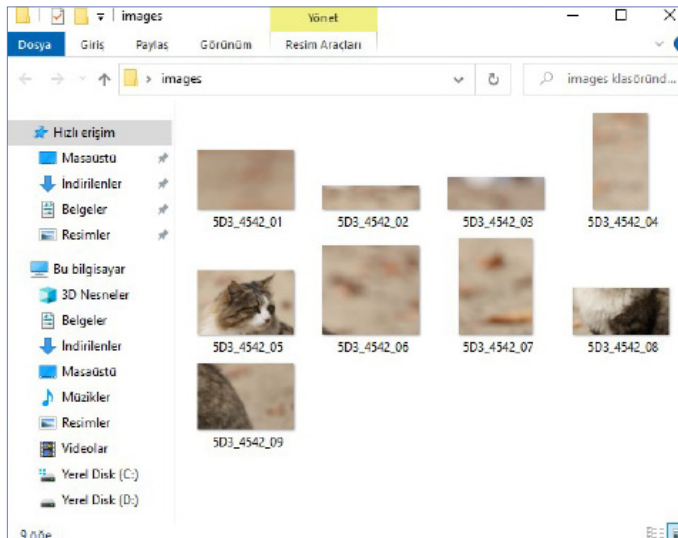 images
Yönet
Dosya
Giriş
Paylaş
Görünüm
Resim Araçları
images
images klasöründ...
Hızlı erişim
Masaüstü
İndirilenler
Belgeler
Resimler
Bu bilgisayar
3D Nesneler
Belgeler
İndirilenler
Masaüstü
Müzikler
Resimler
Videolar
Yerel Disk (C:)
Yerel Disk (D:)
5D3_4542_01
5D3_4542_02
5D3_4542_03
5D3_4542_04
5D3_4542_05
5D3_4542_06
5D3_4542_07
5D3_4542_08
5D3_4542_09
9 öğe